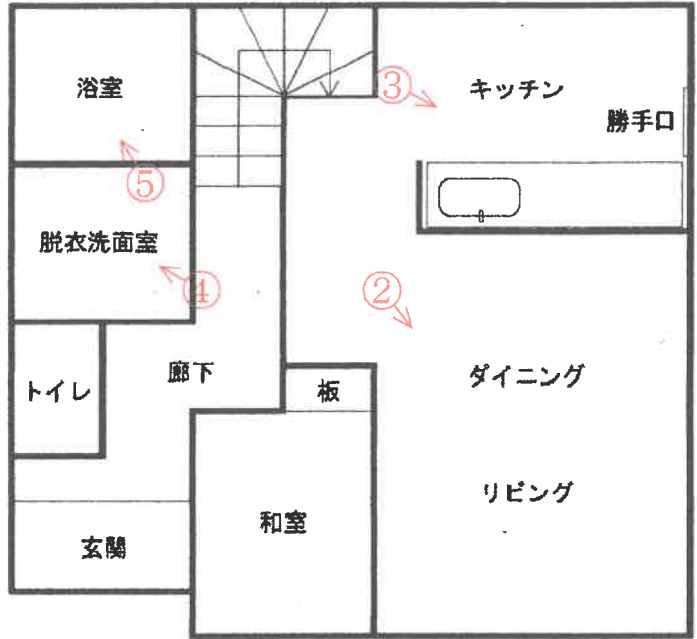 浴室
③
キッチン
勝手口
⑤
脱衣洗面室
④
②
トイレ
廊下
板
ダイニング
リビング
和室
玄関